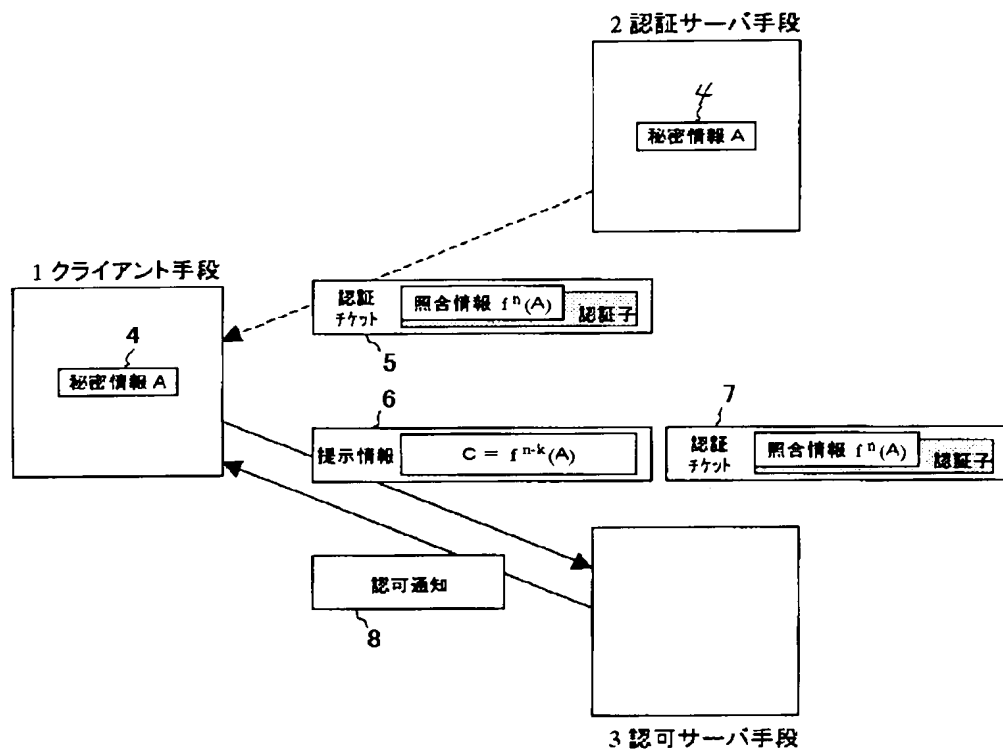 2 認証サーバ手段
4
秘密情報 A
1 クライアント手段
4
秘密情報 A
認証
チケット
照合情報 fⁿ(A)
認証子
5
6
提示情報
C = fⁿ⁻ᵏ(A)
7
認証
チケット
照合情報 fⁿ(A)
認証子
認可通知
8
3 認可サーバ手段